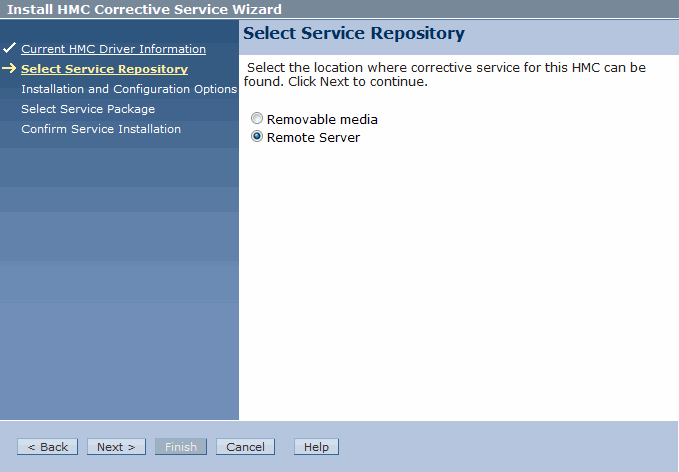 Install HMC Corrective Service Wizard
Current HMC Driver Information
Select Service Repository
Installation and Configuration Options
Select Service Package
Confirm Service Installation
Select Service Repository
Select the location where corrective service for this HMC can be
found. Click Next to continue.
Removable media
Remote Server
< Back
Next >
Finish
Cancel
Help